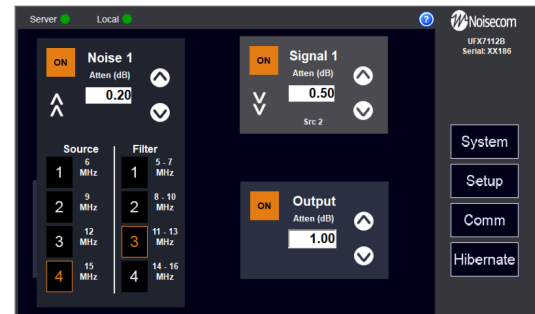 Server Local ? Noisecom
UFX7112B
Serial: XX186
ON Noise 1
Atten (dB)
0.20
ON Signal 1
Atten (dB)
0.50
Src 2
Source Filter
1 6 MHz 1 5 - 7 MHz
2 9 MHz 2 8 - 10 MHz
3 12 MHz 3 11 - 13 MHz
4 15 MHz 4 14 - 16 MHz
ON Output
Atten (dB)
1.00
System
Setup
Comm
Hibernate